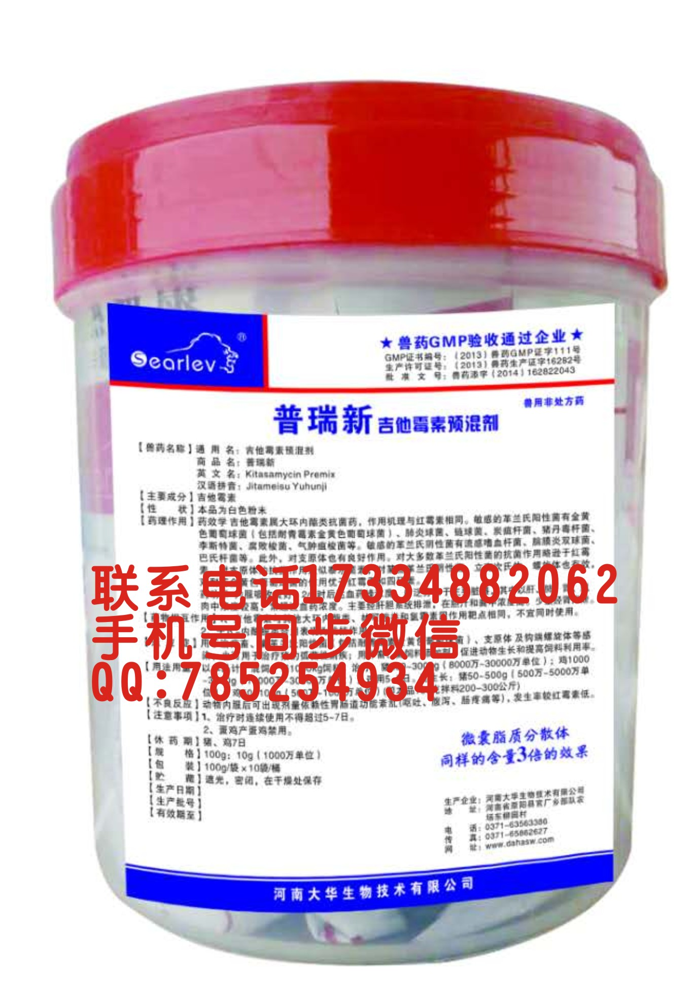 Searlev®
★兽药GMP验收通过企业★
GMP证书编号：（2013）兽药GMP证字111号
生产许可证号：（2013）兽药生产证字16282号
批 准 文 号：兽药添字（2014）162822043
兽用非处方药
普瑞新 吉他霉素预混剂
【兽药名称】通 用 名：吉他霉素预混剂
商 品 名：普瑞新
英 文 名：Kitasamycin Premix
汉语拼音：Jitameisu Yuhunji
【主要成分】吉他霉素
【性 状】本品为白色粉末
【药理作用】药效学 吉他霉素属大环内酯类抗菌药，作用机理与红霉素相同。敏感的革兰氏阳性菌有金黄
色葡萄球菌（包括耐青霉素金黄色葡萄球菌）、肺炎球菌、链球菌、炭疽杆菌、猪丹毒杆菌、
李斯特菌、腐败梭菌、气肿疽梭菌等。敏感的革兰氏阴性菌有流感嗜血杆菌、脑膜炎双球菌、
巴氏杆菌等。此外，对支原体也有良好作用。对大多数革兰氏阳性菌的抗菌作用略逊于红霉
联系电话17334882062
肉中 血药浓度。主要经肝胆系统排泄，在胆汁和粪中浓度高。少
【药物相互作用】 他大环内酯类、 和氯霉素 作用靶点相同，不宜同时使用。
手机号同步微信
、支原体 及钩端螺旋体等感
促进动物生长和提高饲料利用率。
【用法用量】以 计 （8000万~30000万单位）；鸡1000
QQ:785254934
生长：猪50~500g（500万~5000万单
拌料200~300公斤)
【不良反应】动物内服后可出现剂量依赖性胃肠道功能紊乱(呕吐、腹泻、肠疼痛等)，发生率较红霉素低。
【注意事项】1、治疗时连续使用不得超过5~7日。
2、蛋鸡产蛋鸡禁用。
【休 药 期】猪、鸡7日
【规 格】100g：10g（1000万单位）
【包 装】100g/袋×10袋/桶
【贮 藏】遮光，密闭，在干燥处保存
【生产日期】
【生产批号】
【有效期至】
微囊脂质分散体
同样的含量3倍的效果
生产企业：河南大华生物技术有限公司
地 址：河南省原阳县官厂乡部队农
场东柳园村
电 话：0371-63563386
传 真：0371-65862627
网 址：www.dahasw.com
河南大华生物技术有限公司